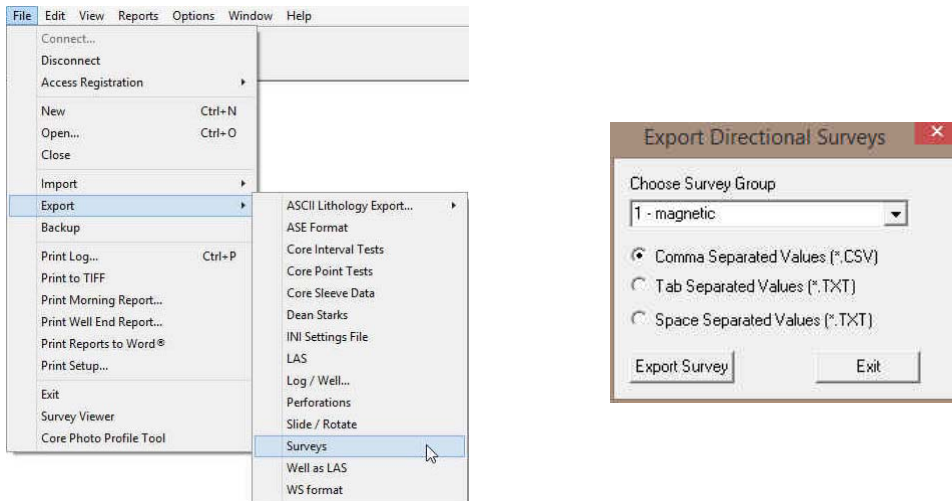 File Edit View Reports Options Window Help
Connect...
Disconnect
Access Registration
New Ctrl+N
Open... Ctrl+O
Close
Import
Export
Backup
Print Log... Ctrl+P
Print to TIFF
Print Morning Report...
Print Well End Report...
Print Reports to Word®
Print Setup...
Exit
Survey Viewer
Core Photo Profile Tool
ASCII Lithology Export...
ASE Format
Core Interval Tests
Core Point Tests
Core Sleeve Data
Dean Starks
INI Settings File
LAS
Log / Well...
Perforations
Slide / Rotate
Surveys
Well as LAS
WS format
Export Directional Surveys
Choose Survey Group
1 - magnetic
Comma Separated Values (*.CSV)
Tab Separated Values (*.TXT)
Space Separated Values (*.TXT)
Export Survey Exit